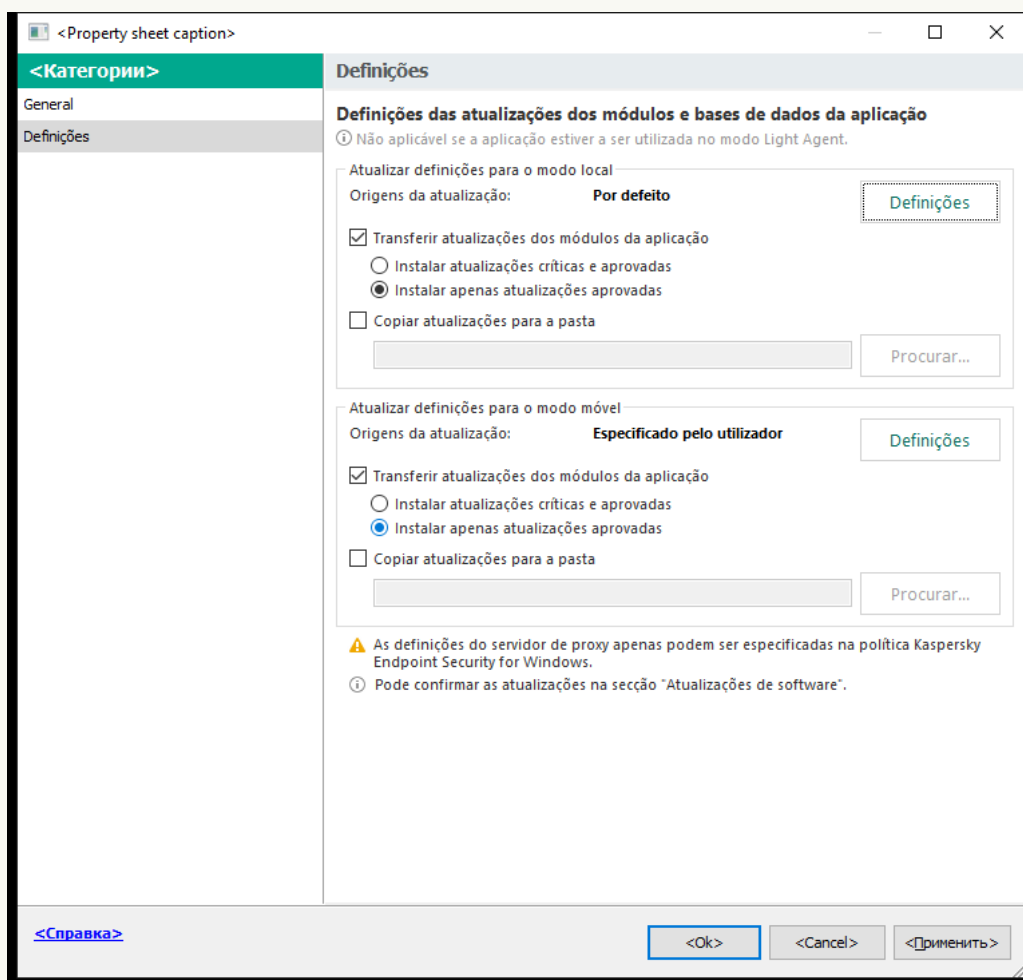 <Property sheet caption>
<Категории>
General
Definições
Definições
Definições das atualizações dos módulos e bases de dados da aplicação
Não aplicável se a aplicação estiver a ser utilizada no modo Light Agent.
Atualizar definições para o modo local
Origens da atualização: Por defeito
Definições
Transferir atualizações dos módulos da aplicação
Instalar atualizações críticas e aprovadas
Instalar apenas atualizações aprovadas
Copiar atualizações para a pasta
Procurar...
Atualizar definições para o modo móvel
Origens da atualização: Especificado pelo utilizador
Definições
Transferir atualizações dos módulos da aplicação
Instalar atualizações críticas e aprovadas
Instalar apenas atualizações aprovadas
Copiar atualizações para a pasta
Procurar...
As definições do servidor de proxy apenas podem ser especificadas na política Kaspersky
Endpoint Security for Windows.
Pode confirmar as atualizações na secção "Atualizações de software".
<Справка>
<Ok>
<Cancel>
<Применить>